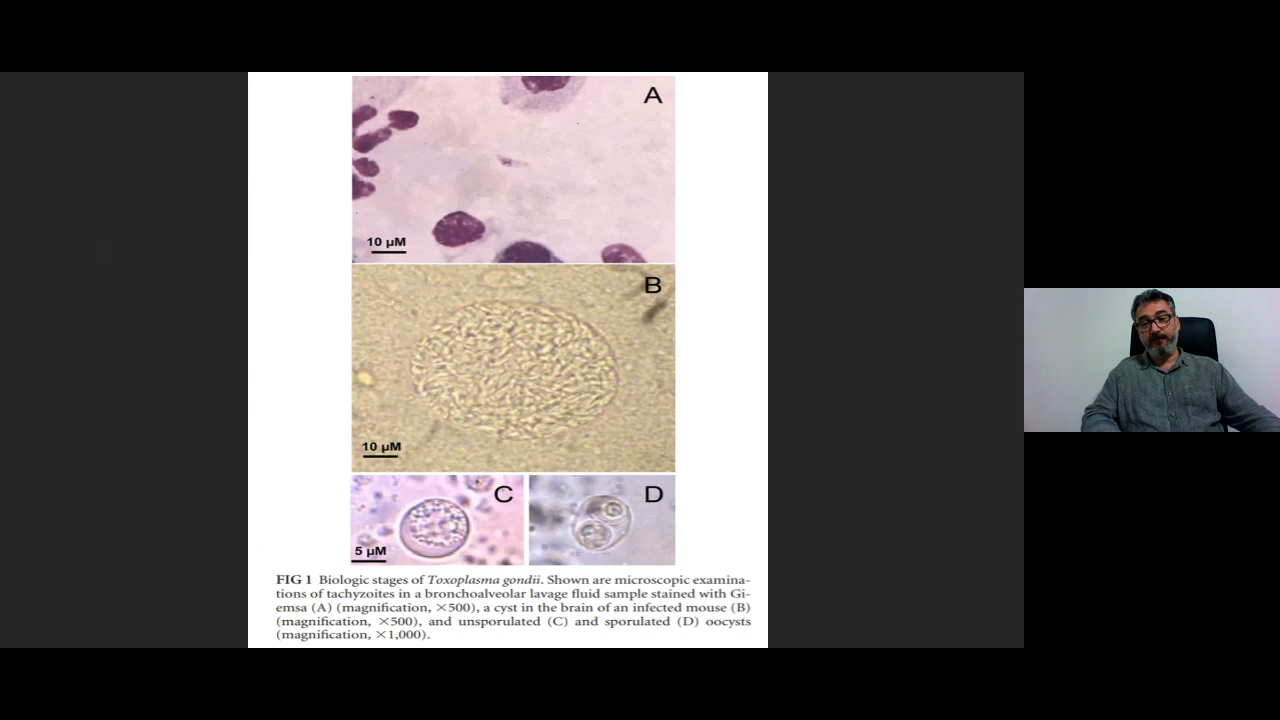 A
10 µM
B
10 µM
C
5 µM
D
FIG 1 Biologic stages of Toxoplasma gondii. Shown are microscopic examina-
tions of tachyzoites in a bronchoalveolar lavage fluid sample stained with Gi-
emsa (A) (magnification, ×500), a cyst in the brain of an infected mouse (B)
(magnification, ×500), and unsporulated (C) and sporulated (D) oocysts
(magnification, ×1,000).